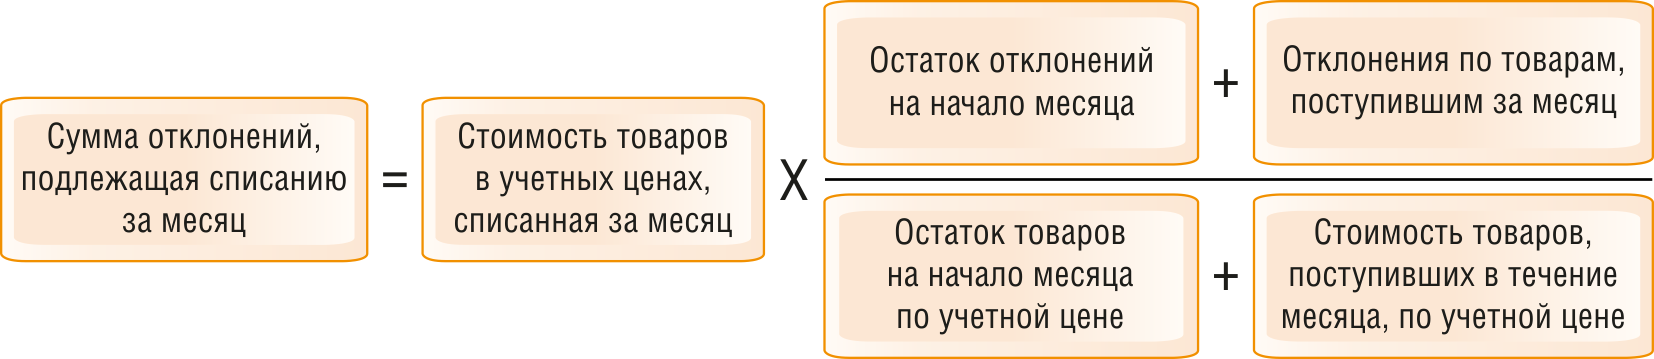 Сумма отклонений,
подлежащая списанию
за месяц
=
Стоимость товаров
в учетных ценах,
списанная за месяц
X
Остаток отклонений
на начало месяца
+
Отклонения по товарам,
поступившим за месяц
Остаток товаров
на начало месяца
по учетной цене
+
Стоимость товаров,
поступивших в течение
месяца, по учетной цене